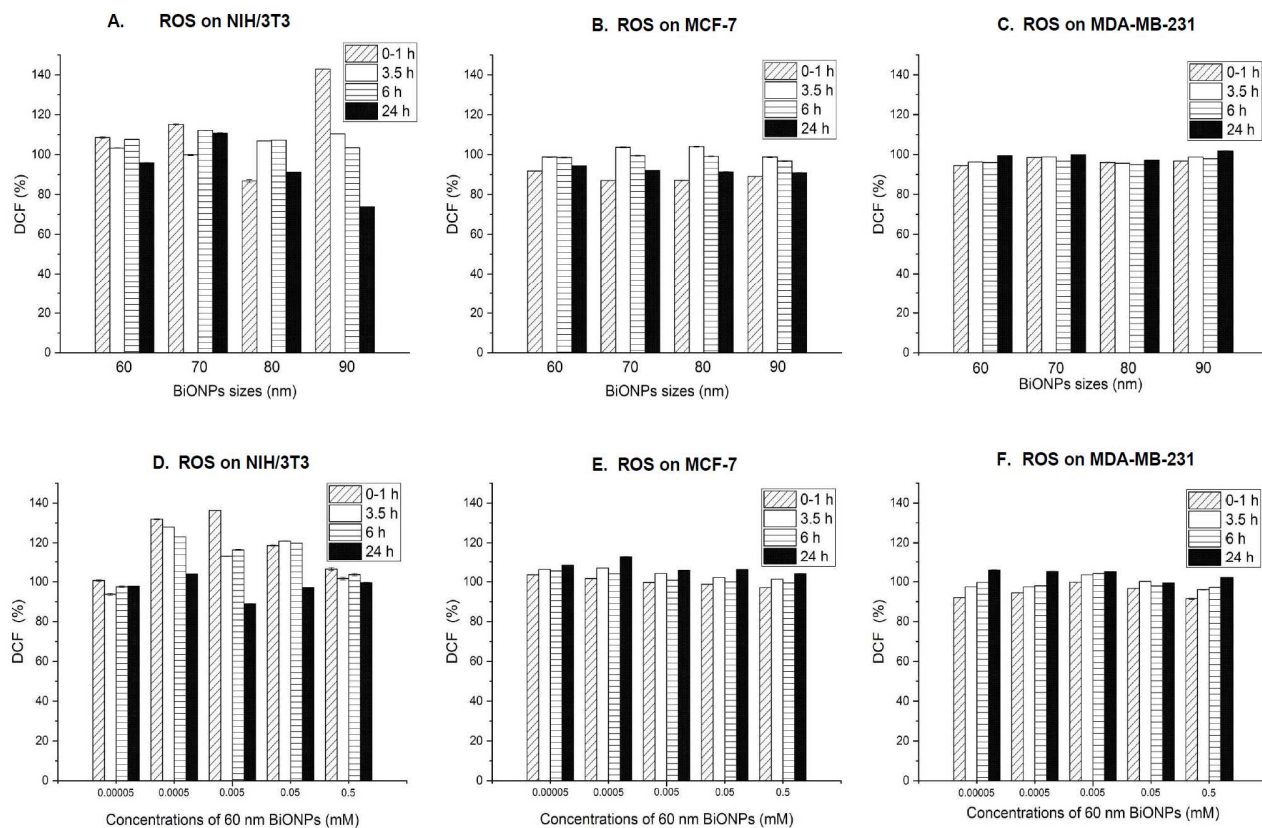 A. ROS on NIH/3T3
0-1 h
3.5 h
6 h
24 h
140
120
100
80
60
40
20
0
DCF (%)
60 70 80 90
BiONPs sizes (nm)
B. ROS on MCF-7
0-1 h
3.5 h
6 h
24 h
140
120
100
80
60
40
20
0
DCF (%)
60 70 80 90
BiONPs sizes (nm)
C. ROS on MDA-MB-231
0-1 h
3.5 h
6 h
24 h
140
120
100
80
60
40
20
0
DCF (%)
60 70 80 90
BiONPs sizes (nm)
D. ROS on NIH/3T3
0-1 h
3.5 h
6 h
24 h
140
120
100
80
60
40
20
0
DCF (%)
0.00005 0.0005 0.005 0.05 0.5
Concentrations of 60 nm BiONPs (mM)
E. ROS on MCF-7
0-1 h
3.5 h
6 h
24 h
140
120
100
80
60
40
20
0
DCF (%)
0.00005 0.0005 0.005 0.05 0.5
Concentrations of 60 nm BiONPs (mM)
F. ROS on MDA-MB-231
0-1 h
3.5 h
6 h
24 h
140
120
100
80
60
40
20
0
DCF (%)
0.00005 0.0005 0.005 0.05 0.5
Concentrations of 60 nm BiONPs (mM)